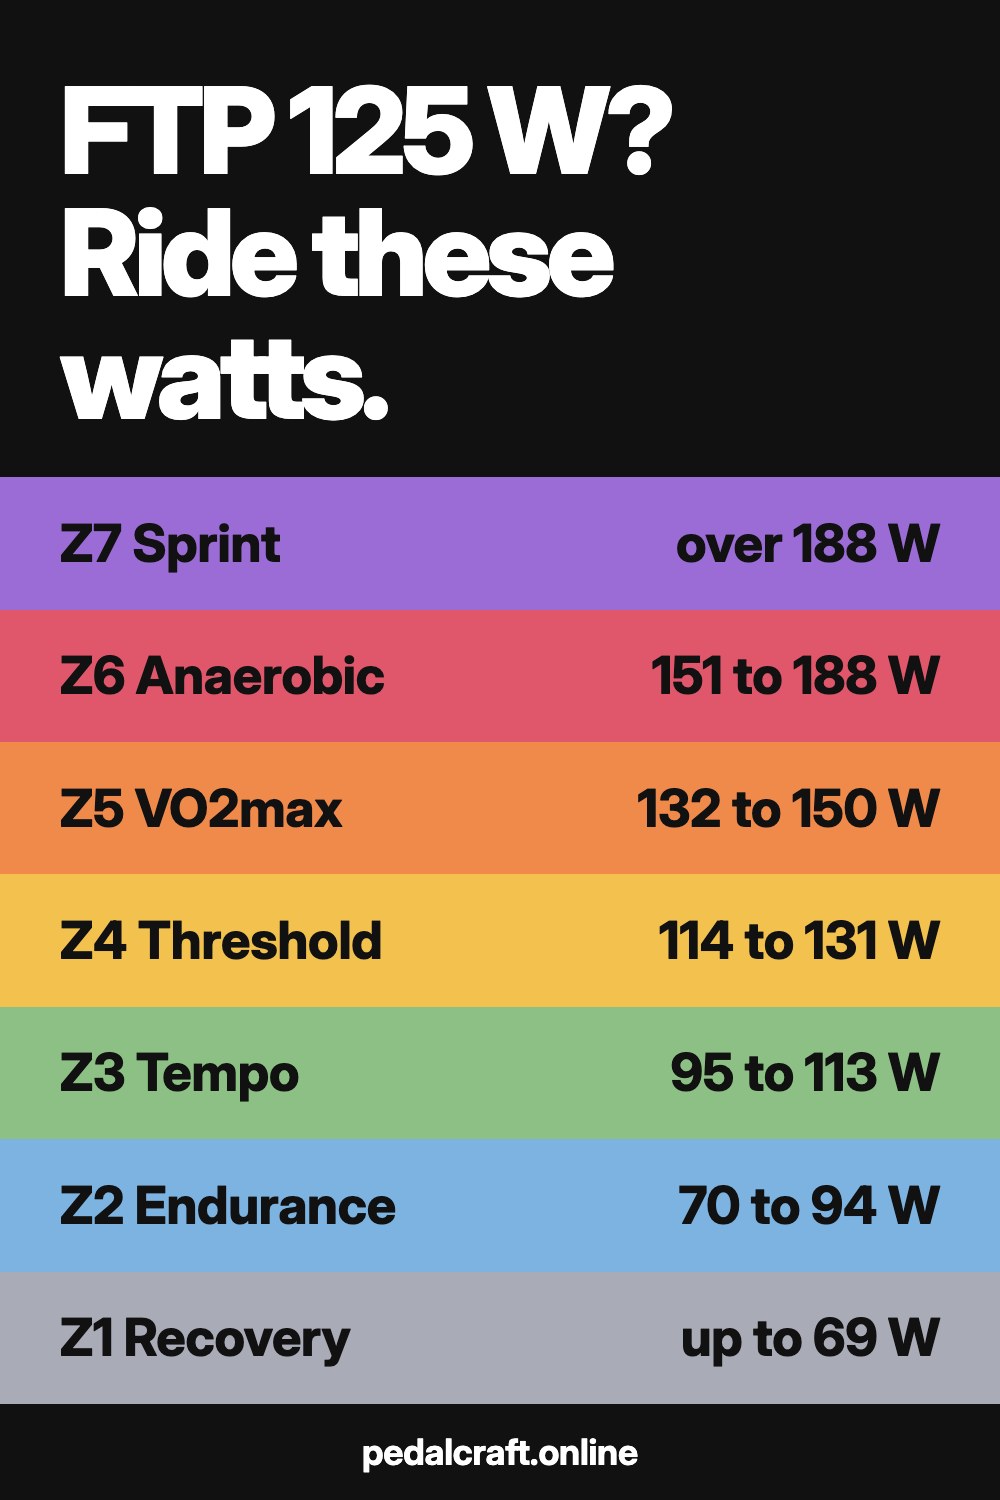 FTP 125 W?
Ride these
watts.
Z7 Sprint over 188 W
Z6 Anaerobic 151 to 188 W
Z5 VO2max 132 to 150 W
Z4 Threshold 114 to 131 W
Z3 Tempo 95 to 113 W
Z2 Endurance 70 to 94 W
Z1 Recovery up to 69 W
pedalcraft.online